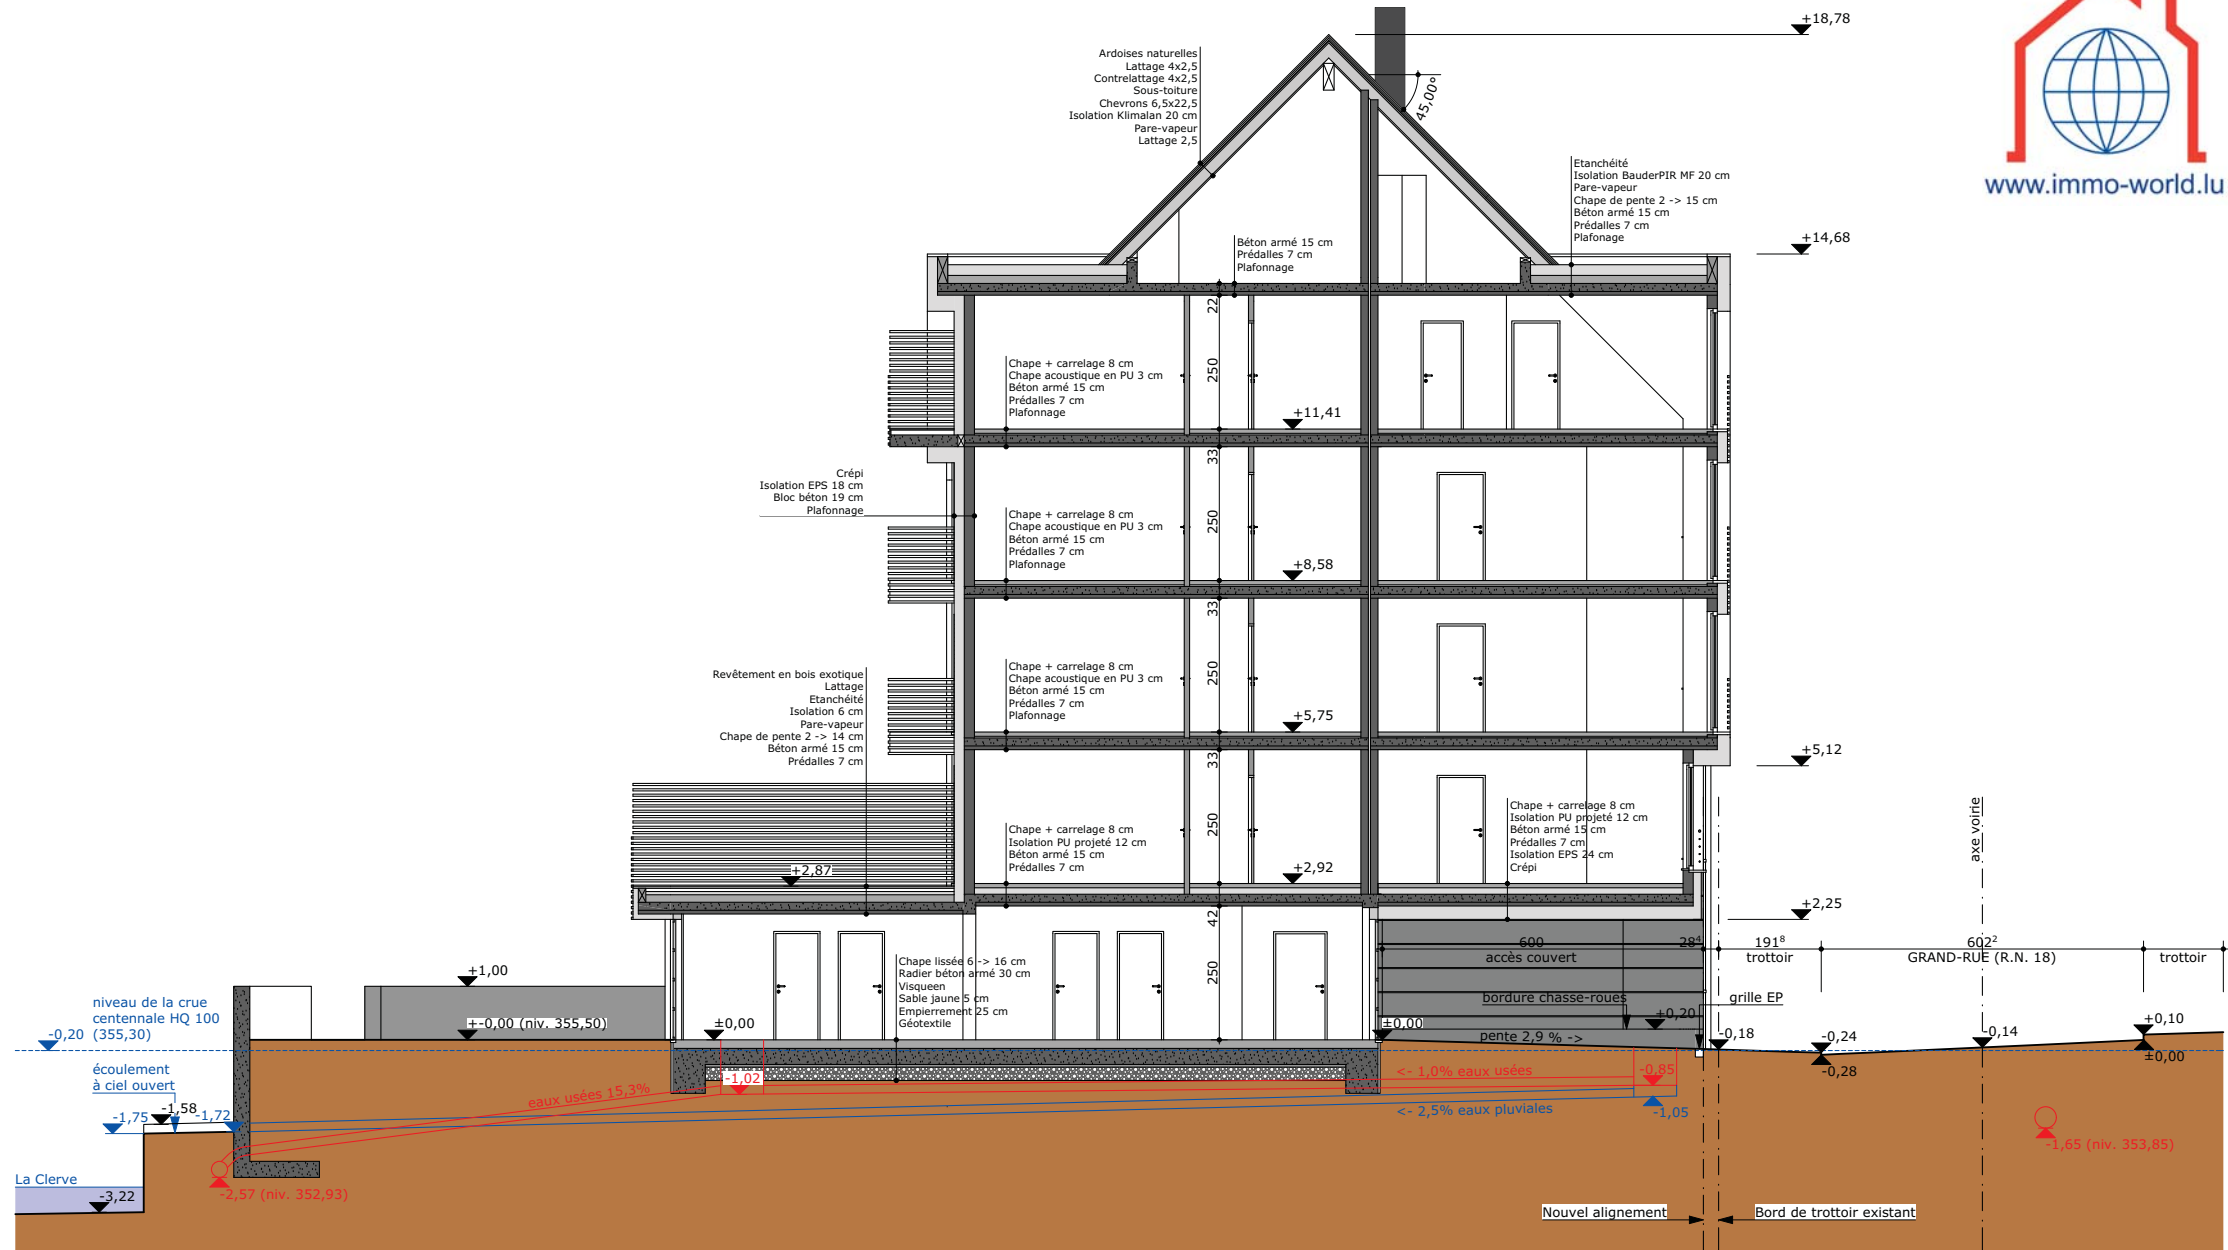 +18,78
www.immo-world.lu
Ardoises naturelles
Lattage 4x2,5
Contrelattage 4x2,5
Sous-toiture
Chevrons 6,5x22,5
Isolation Klimalan 20 cm
Pare-vapeur
Lattage 2,5
45,00°
Etanchéité
Isolation BauderPIR MF 20 cm
Pare-vapeur
Chape de pente 2 -> 15 cm
Béton armé 15 cm
Prédalles 7 cm
Plafonage
+14,68
Béton armé 15 cm
Prédalles 7 cm
Plafonnage
22
250
Chape + carrelage 8 cm
Chape acoustique en PU 3 cm
Béton armé 15 cm
Prédalles 7 cm
Plafonnage
+11,41
33
Crépi
Isolation EPS 18 cm
Bloc béton 19 cm
Plafonnage
Chape + carrelage 8 cm
Chape acoustique en PU 3 cm
Béton armé 15 cm
Prédalles 7 cm
Plafonnage
250
+8,58
33
Revêtement en bois exotique
Lattage
Etanchéité
Isolation 6 cm
Pare-vapeur
Chape de pente 2 -> 14 cm
Béton armé 15 cm
Prédalles 7 cm
Chape + carrelage 8 cm
Chape acoustique en PU 3 cm
Béton armé 15 cm
Prédalles 7 cm
Plafonnage
250
+5,75
33
+5,12
Chape + carrelage 8 cm
Isolation PU projeté 12 cm
Béton armé 15 cm
Prédalles 7 cm
250
Chape + carrelage 8 cm
Isolation PU projeté 12 cm
Béton armé 15 cm
Prédalles 7 cm
Isolation EPS 24 cm
Crépi
axe voirie
+2,87
+2,92
+2,25
42
250
600
accès couvert
28⁴
191⁸
trottoir
602²
GRAND-RUE (R.N. 18)
trottoir
Chape lissée 6 -> 16 cm
Radier béton armé 30 cm
Visqueen
Sable jaune 5 cm
Empierrement 25 cm
Géotextile
+1,00
+-0,00 (niv. 355,50)
±0,00
±0,00
bordure chasse-roues
grille EP
+0,20
pente 2,9 % ->
-0,18
-0,24
-0,28
-0,14
+0,10
±0,00
niveau de la crue
centennale HQ 100
-0,20 (355,30)
écoulement
à ciel ouvert
-1,75
-1,58
-1,72
eaux usées 15,3%
-1,02
<- 1,0% eaux usées
-0,85
<- 2,5% eaux pluviales
-1,05
-1,65 (niv. 353,85)
La Clerve
-3,22
-2,57 (niv. 352,93)
Nouvel alignement
Bord de trottoir existant